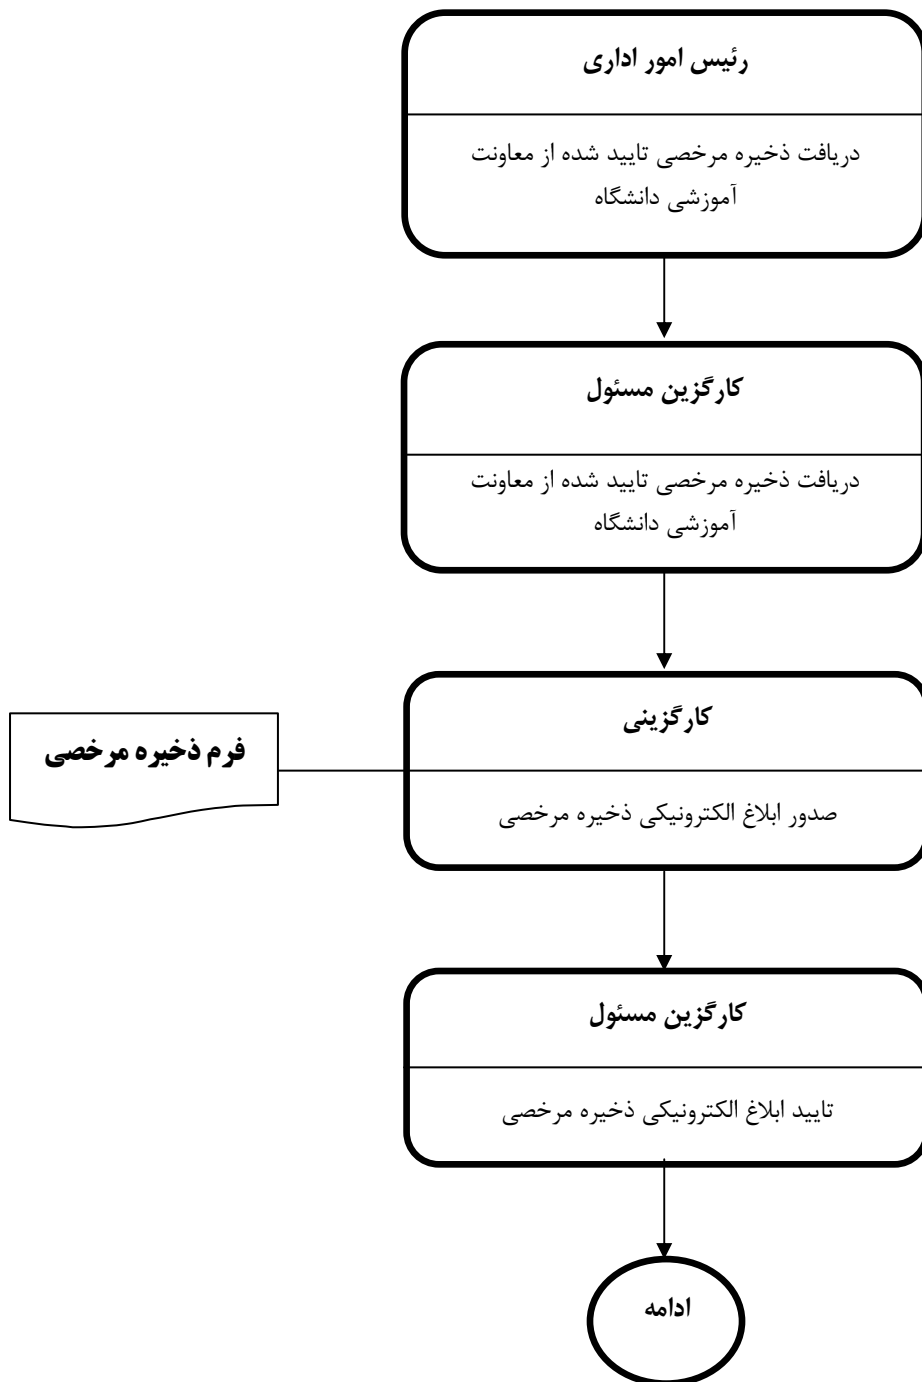 رئیس امور اداری
دریافت ذخیره مرخصی تایید شده از معاونت
آموزشی دانشگاه
کارگزین مسئول
دریافت ذخیره مرخصی تایید شده از معاونت
آموزشی دانشگاه
کارگزینی
فرم ذخیره مرخصی
صدور ابلاغ الکترونیکی ذخیره مرخصی
کارگزین مسئول
تایید ابلاغ الکترونیکی ذخیره مرخصی
ادامه